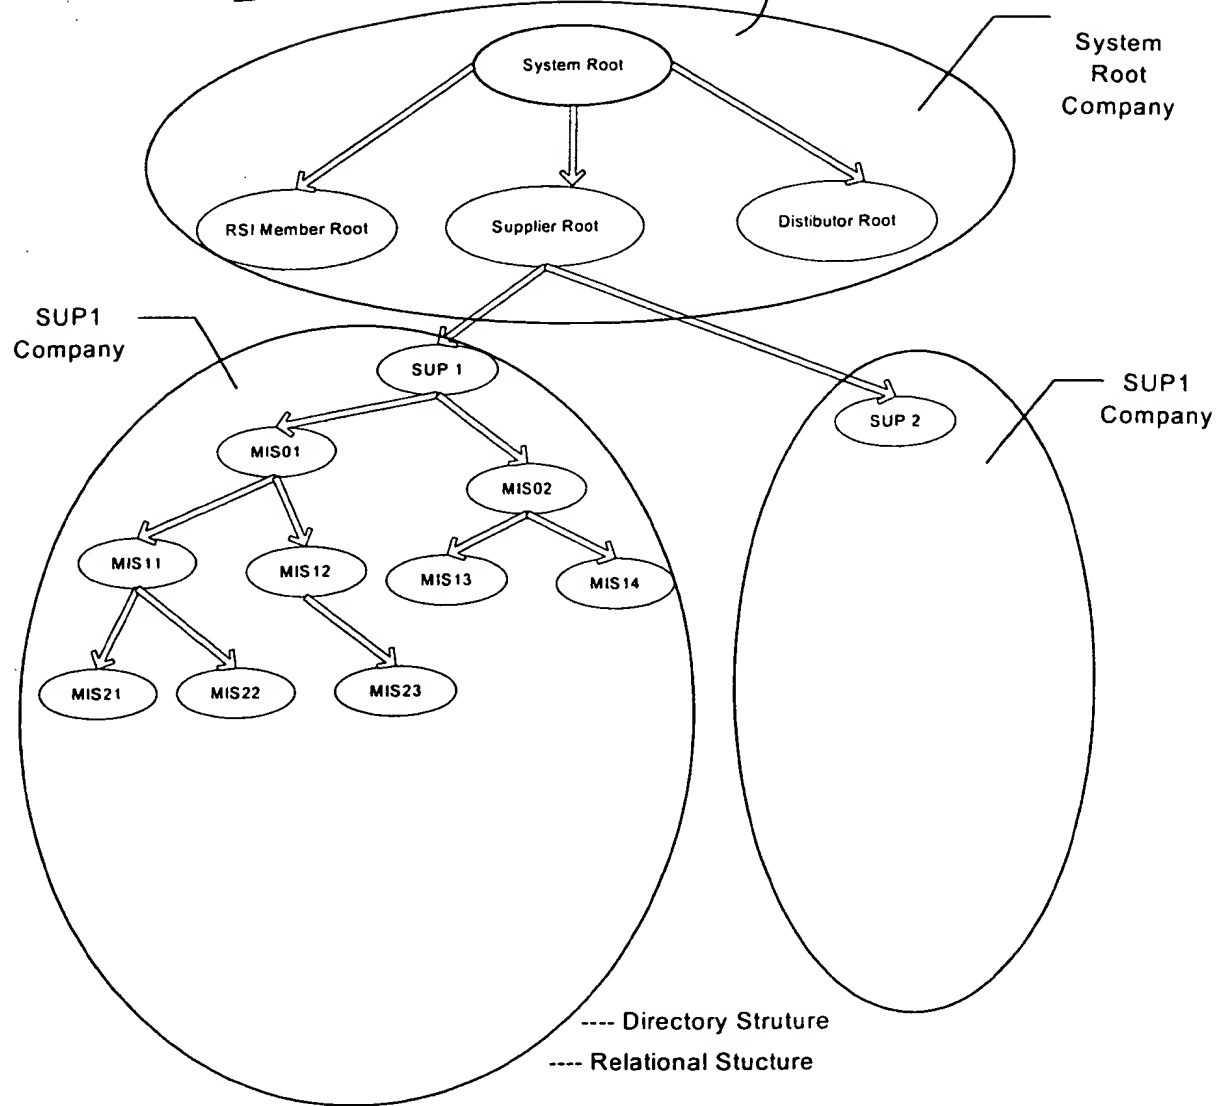 System Root
System
Root
Company
RSI Member Root
Supplier Root
Distibutor Root
SUP1
Company
SUP 1
SUP1
Company
SUP 2
MIS01
MIS02
MIS11
MIS12
MIS13
MIS14
MIS21
MIS22
MIS23
---- Directory Struture
---- Relational Stucture